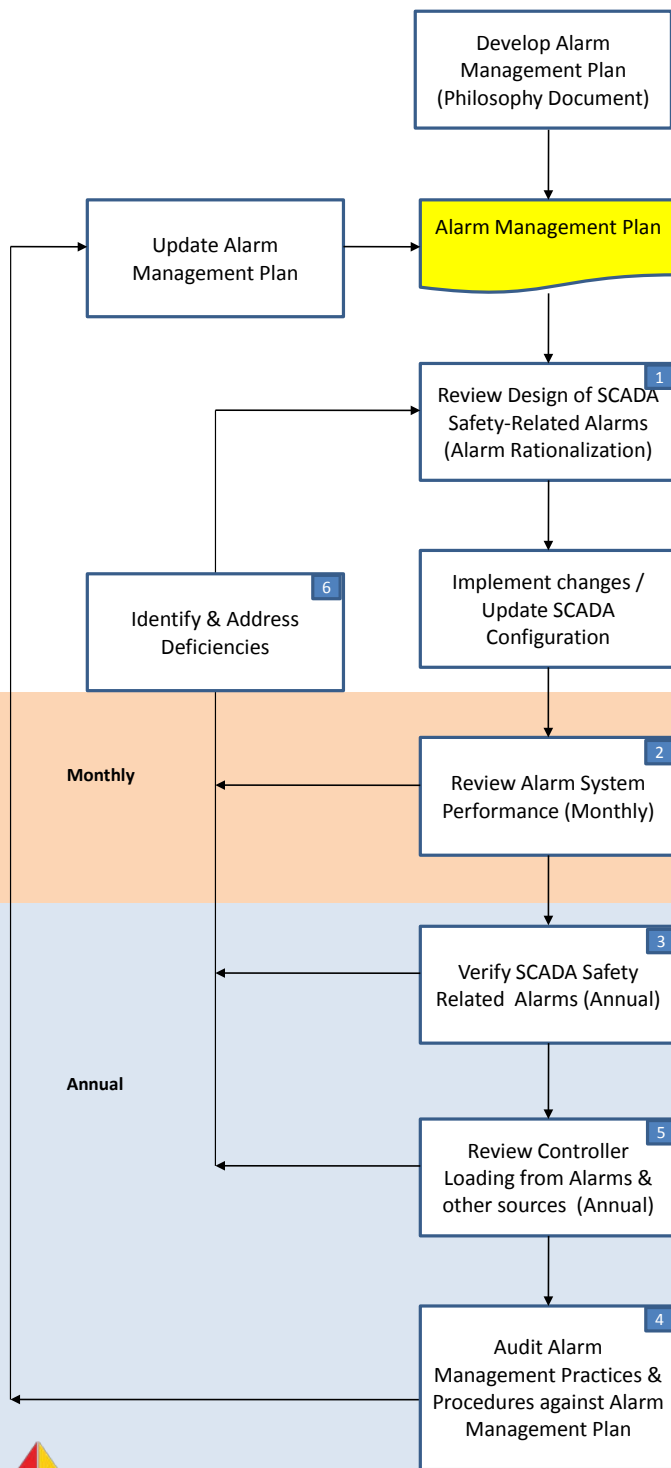 Develop Alarm
Management Plan
(Philosophy Document)
Update Alarm
Management Plan
Alarm Management Plan
1
Review Design of SCADA
Safety-Related Alarms
(Alarm Rationalization)
6
Identify & Address
Deficiencies
Implement changes /
Update SCADA
Configuration
Monthly
2
Review Alarm System
Performance (Monthly)
3
Verify SCADA Safety
Related Alarms (Annual)
Annual
5
Review Controller
Loading from Alarms &
other sources (Annual)
4
Audit Alarm
Management Practices &
Procedures against Alarm
Management Plan